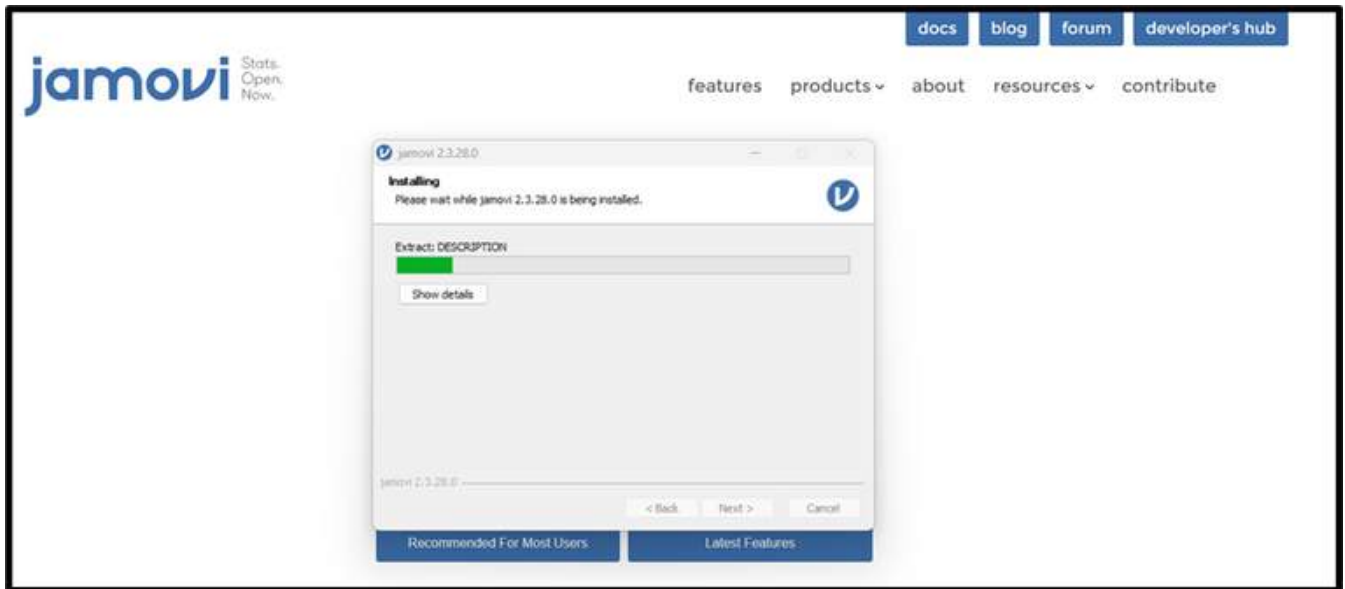 docs blog forum developer's hub
jamovi
Stats.
Open.
Now.
features products about resources contribute
jamovi 2.3.28.0
Installing
Please wait while jamovi 2.3.28.0 is being installed.
Extract: DESCRIPTION
Show details
jamovi 2.3.28.0
< Back Next > Cancel
Recommended For Most Users Latest Features